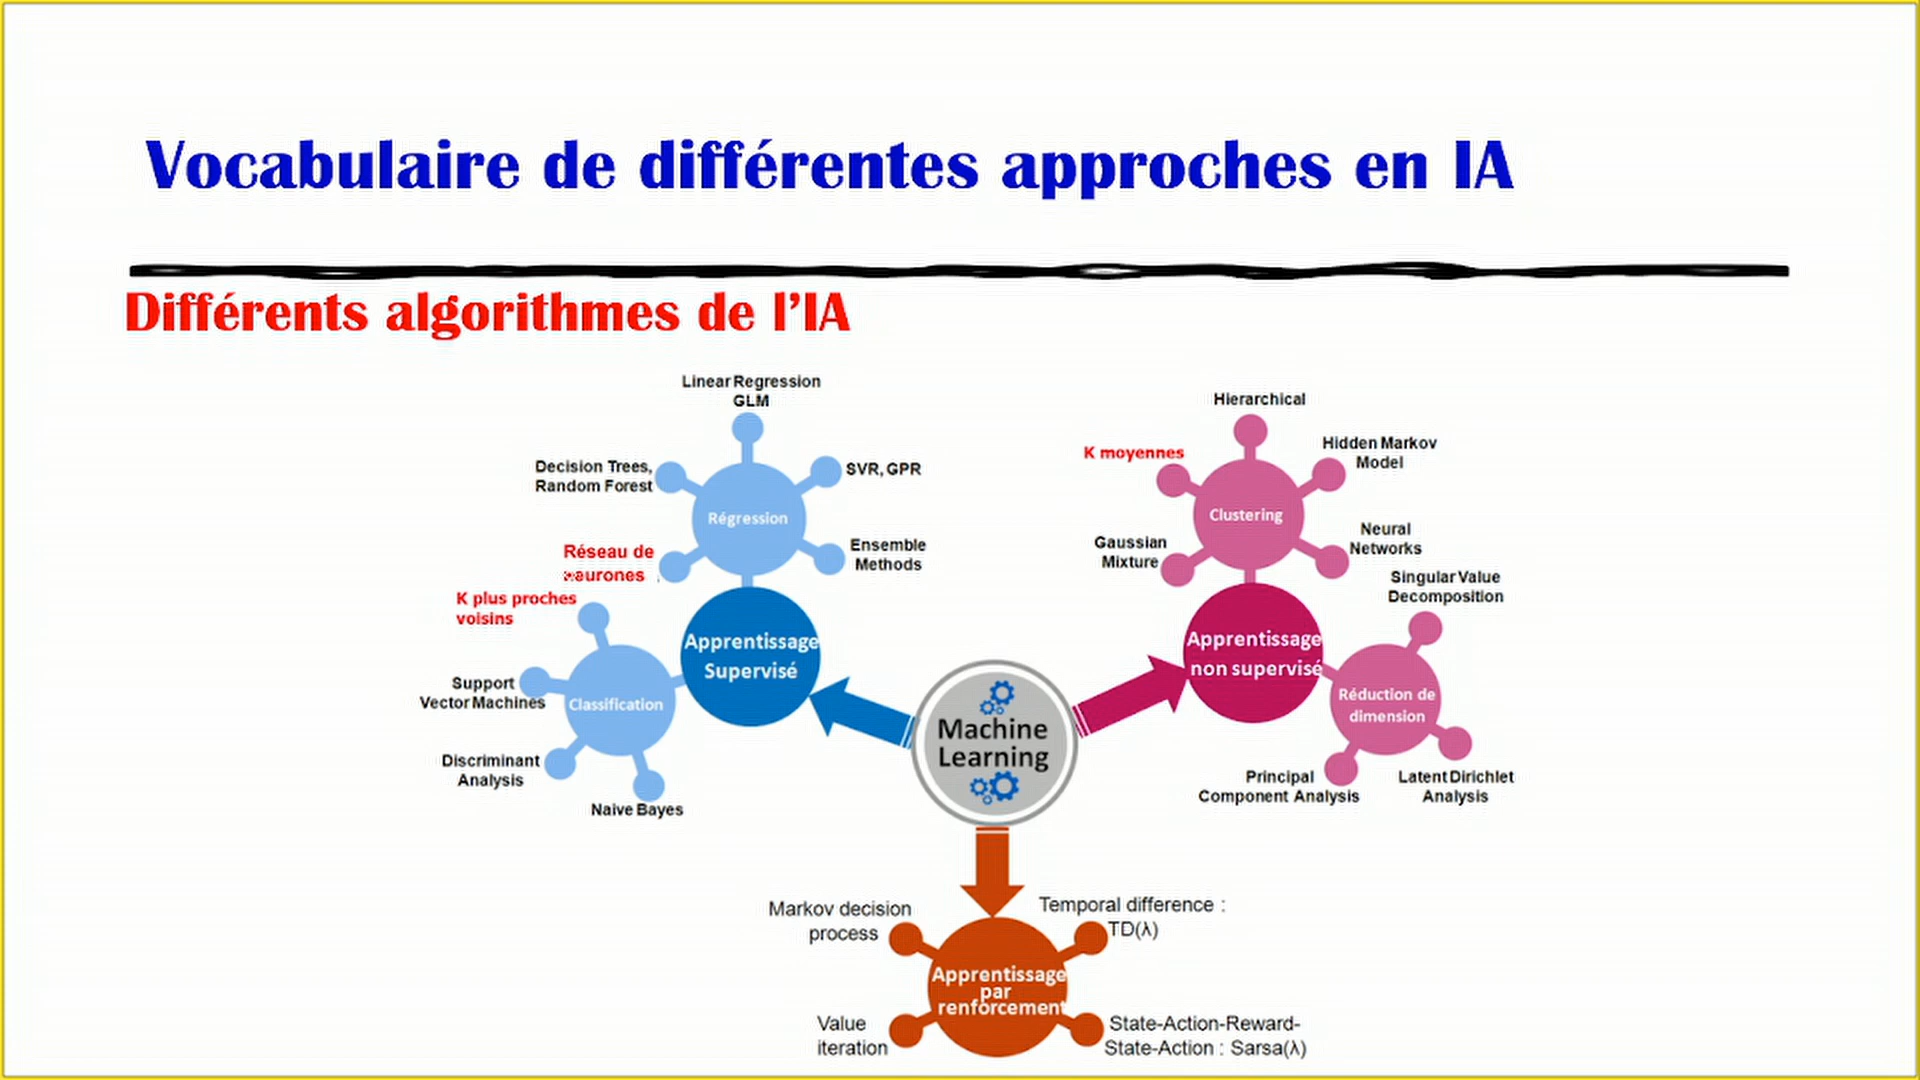 Vocabulaire de différentes approches en IA
Différents algorithmes de l'IA
Linear Regression
GLM
Decision Trees,
Random Forest
SVR, GPR
Régression
Réseau de
neurones
Ensemble
Methods
K plus proches
voisins
Support
Vector Machines
Classification
Discriminant
Analysis
Naive Bayes
Apprentissage
Supervisé
Machine
Learning
Hierarchical
K moyennes
Hidden Markov
Model
Clustering
Gaussian
Mixture
Neural
Networks
Apprentissage
non supervisé
Singular Value
Decomposition
Réduction de
dimension
Principal
Component Analysis
Latent Dirichlet
Analysis
Markov decision
process
Temporal difference :
TD(λ)
Apprentissage
par
renforcement
Value
iteration
State-Action-Reward-
State-Action : Sarsa(λ)